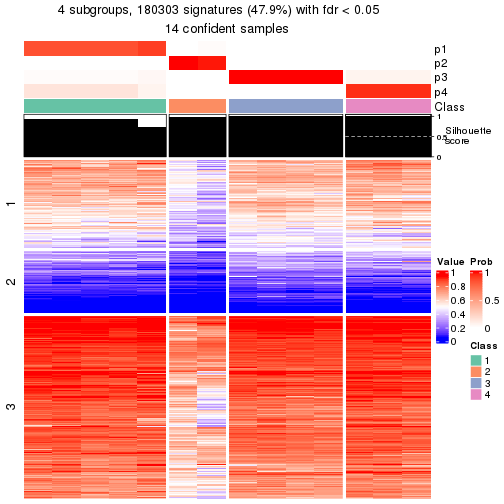 4 subgroups, 180303 signatures (47.9%) with fdr < 0.05
14 confident samples
p1
p2
p3
p4
Class
1
0.5
0
Silhouette
score
1
2
3
Value
1
0.8
0.6
0.4
0.2
0
Prob
1
0.5
0
Class
1
2
3
4